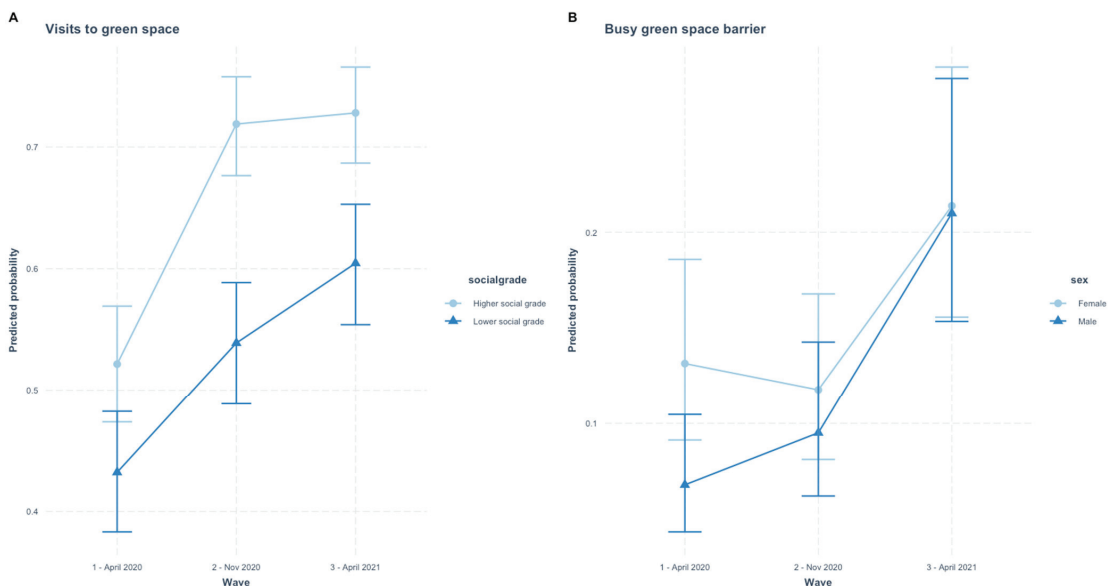 A
Visits to green space
0.7
0.6
0.5
0.4
Predicted probability
1 - April 2020
2 - Nov 2020
3 - April 2021
Wave
socialgrade
Higher social grade
Lower social grade
B
Busy green space barrier
0.2
0.1
Predicted probability
1 - April 2020
2 - Nov 2020
3 - April 2021
Wave
sex
Female
Male